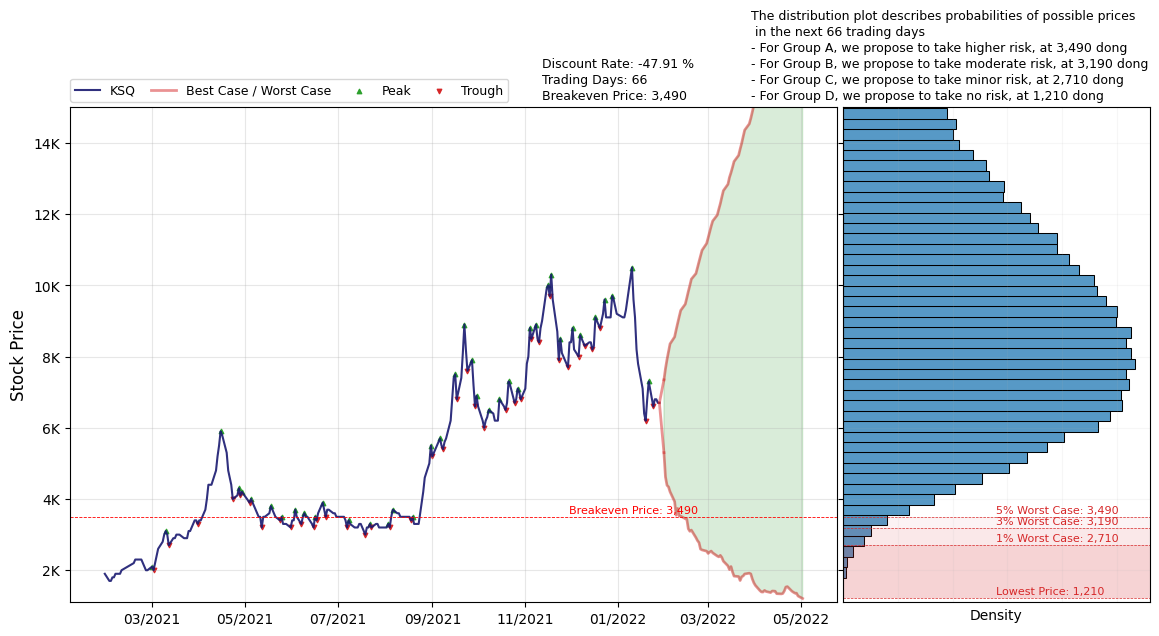 The distribution plot describes probabilities of possible prices
in the next 66 trading days
- For Group A, we propose to take higher risk, at 3,490 dong
- For Group B, we propose to take moderate risk, at 3,190 dong
- For Group C, we propose to take minor risk, at 2,710 dong
- For Group D, we propose to take no risk, at 1,210 dong
Discount Rate: -47.91 %
Trading Days: 66
Breakeven Price: 3,490
KSQ
Best Case / Worst Case
Peak
Trough
Stock Price
14K
12K
10K
8K
6K
4K
2K
Breakeven Price: 3,490
5% Worst Case: 3,490
3% Worst Case: 3,190
1% Worst Case: 2,710
Lowest Price: 1,210
03/2021
05/2021
07/2021
09/2021
11/2021
01/2022
03/2022
05/2022
Density